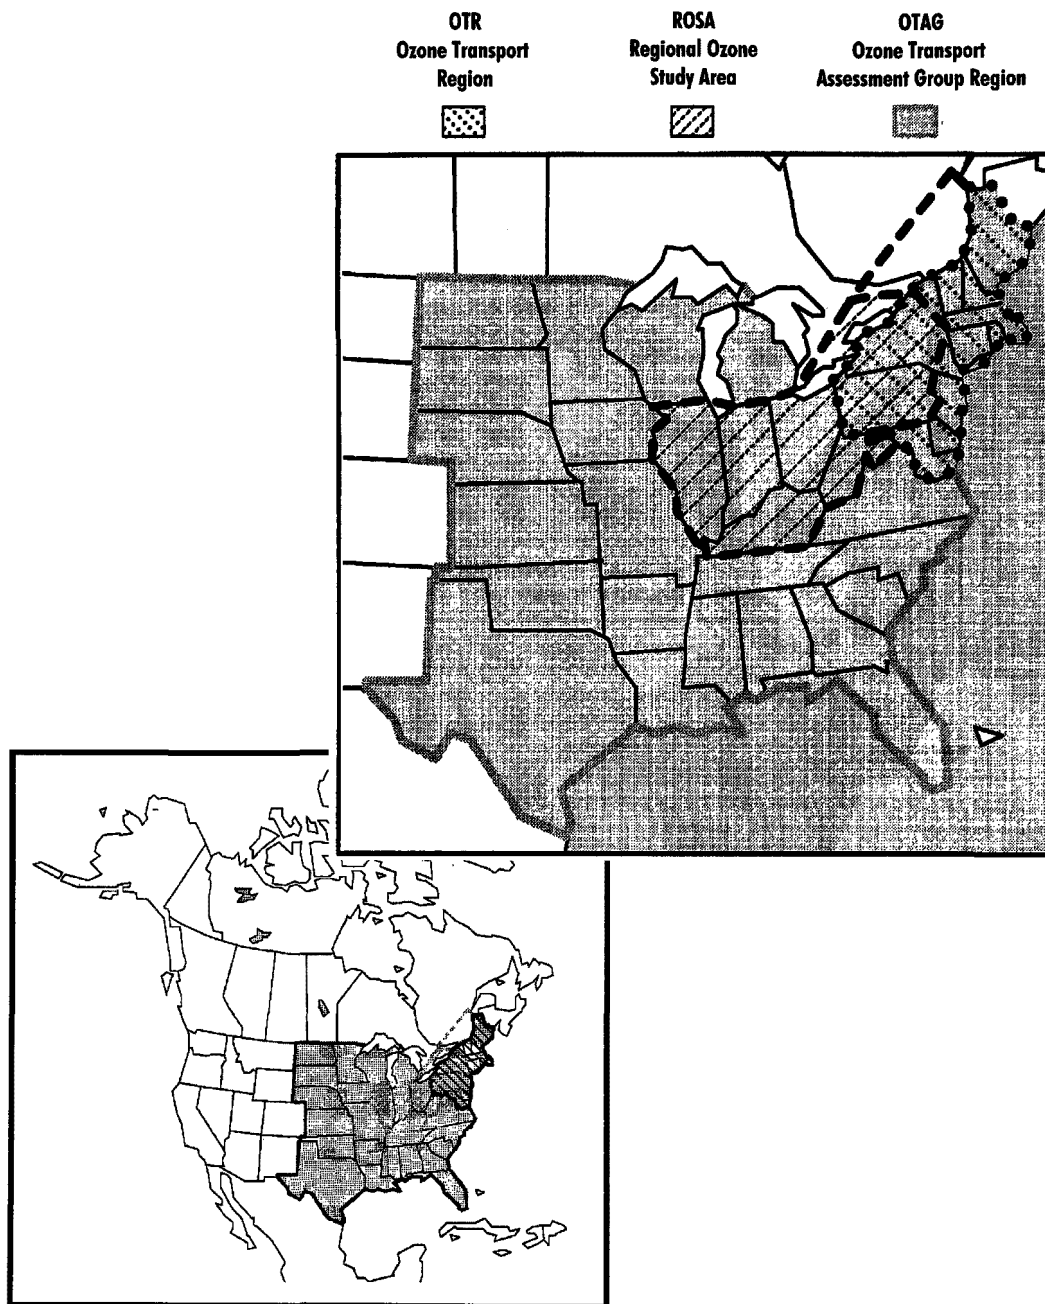 OTR
Ozone Transport
Region
ROSA
Regional Ozone
Study Area
OTAG
Ozone Transport
Assessment Group Region